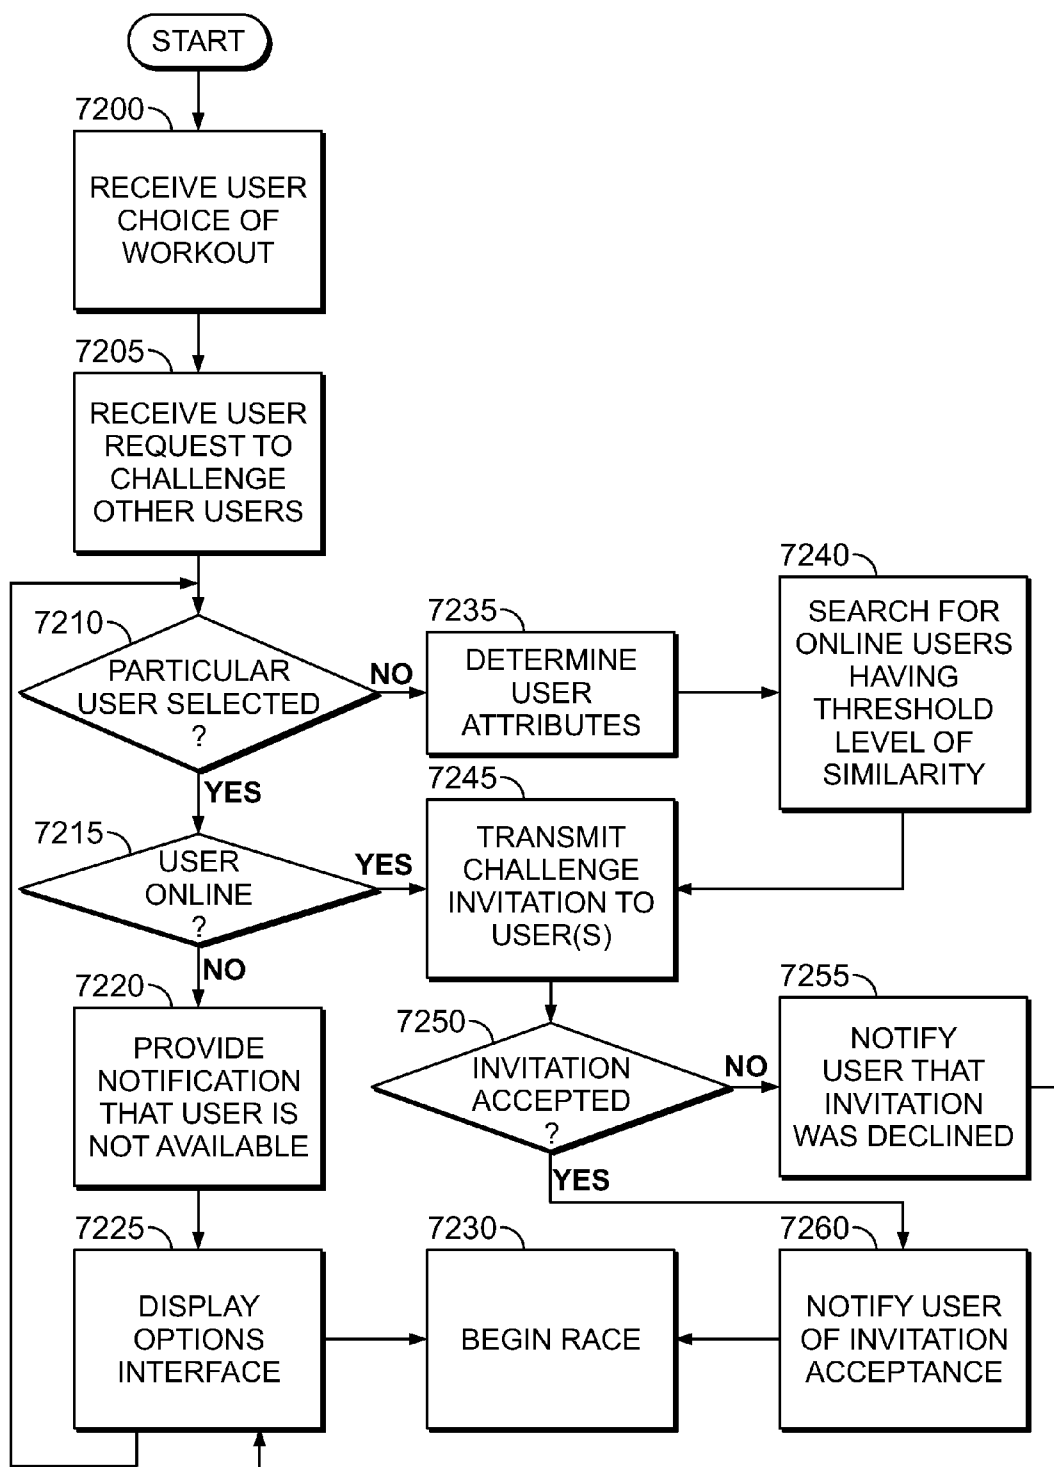 START
7200
RECEIVE USER
CHOICE OF
WORKOUT
7205
RECEIVE USER
REQUEST TO
CHALLENGE
OTHER USERS
7210
PARTICULAR
USER SELECTED
?
NO
YES
7235
DETERMINE
USER
ATTRIBUTES
7240
SEARCH FOR
ONLINE USERS
HAVING
THRESHOLD
LEVEL OF
SIMILARITY
7215
USER
ONLINE
?
YES
NO
7245
TRANSMIT
CHALLENGE
INVITATION TO
USER(S)
7220
PROVIDE
NOTIFICATION
THAT USER IS
NOT AVAILABLE
7250
INVITATION
ACCEPTED
?
NO
YES
7255
NOTIFY
USER THAT
INVITATION
WAS DECLINED
7225
DISPLAY
OPTIONS
INTERFACE
7230
BEGIN RACE
7260
NOTIFY USER
OF INVITATION
ACCEPTANCE